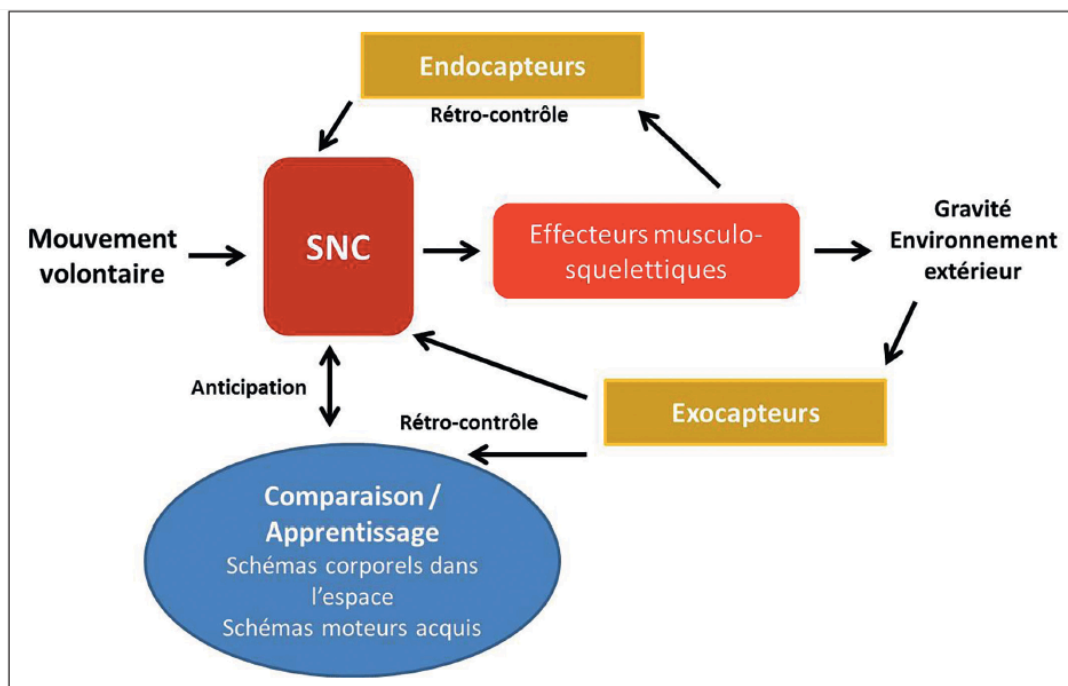 Endocapteurs
Rétro-contrôle
Mouvement
volontaire
SNC
Effecteurs musculo-
squelettiques
Gravité
Environnement
extérieur
Anticipation
Rétro-contrôle
Exocapteurs
Comparaison /
Apprentissage
Schémas corporels dans
l'espace
Schémas moteurs acquis